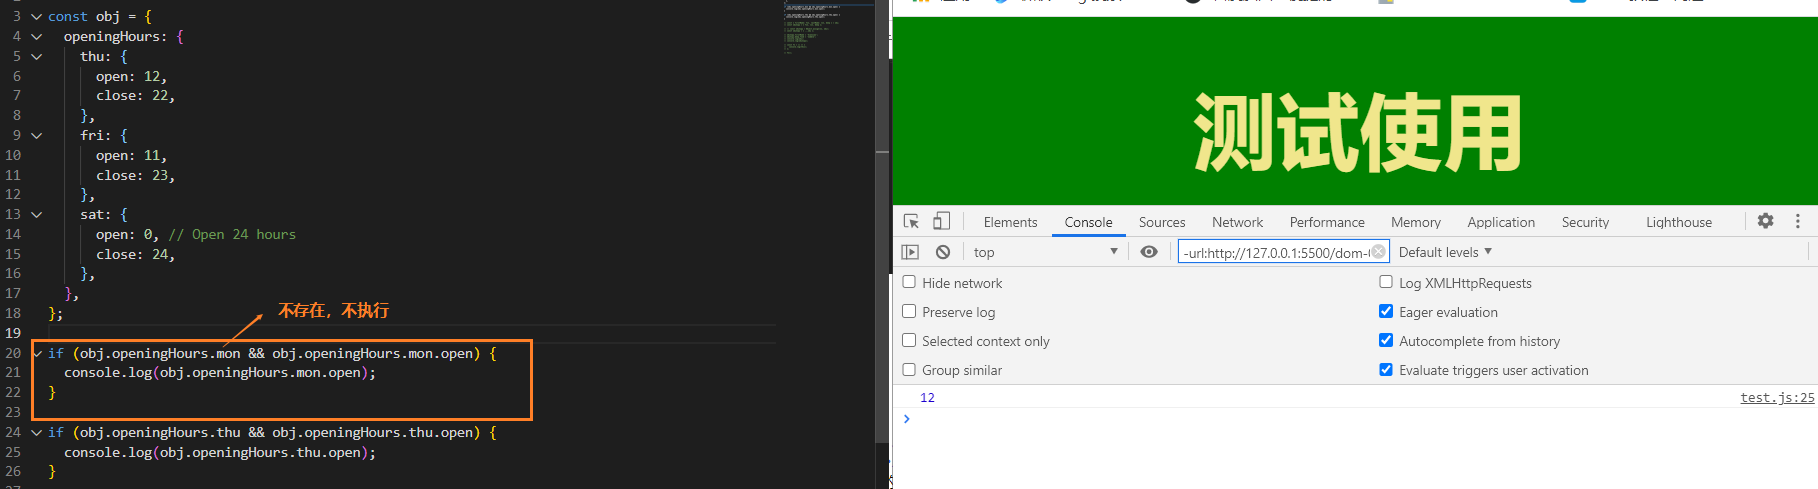 3 const obj = {
4 openingHours: {
5 thu: {
6 open: 12,
7 close: 22,
8 },
9 fri: {
10 open: 11,
11 close: 23,
12 },
13 sat: {
14 open: 0, // Open 24 hours
15 close: 24,
16 },
17 },
18 };
不存在，不执行
19
20 if (obj.openingHours.mon && obj.openingHours.mon.open) {
21 console.log(obj.openingHours.mon.open);
22 }
23
24 if (obj.openingHours.thu && obj.openingHours.thu.open) {
25 console.log(obj.openingHours.thu.open);
26 }
测试使用
Elements Console Sources Network Performance Memory Application Security Lighthouse
top -url:http://127.0.0.1:5500/dom- Default levels
Hide network Log XMLHttpRequests
Preserve log Eager evaluation
Selected context only Autocomplete from history
Group similar Evaluate triggers user activation
12 test.js:25